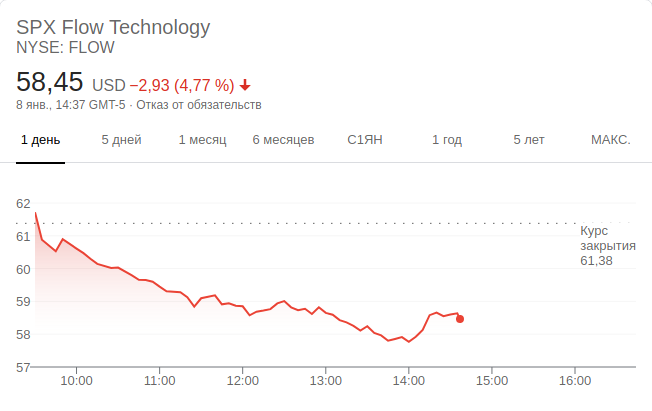 SPX Flow Technology
NYSE: FLOW
58,45 USD −2,93 (4,77 %)
8 янв., 14:37 GMT-5 · Отказ от обязательств
1 день 5 дней 1 месяц 6 месяцев С1ЯН 1 год 5 лет МАКС.
62
61
60
59
58
57
Курс
закрытия
61,38
10:00 11:00 12:00 13:00 14:00 15:00 16:00